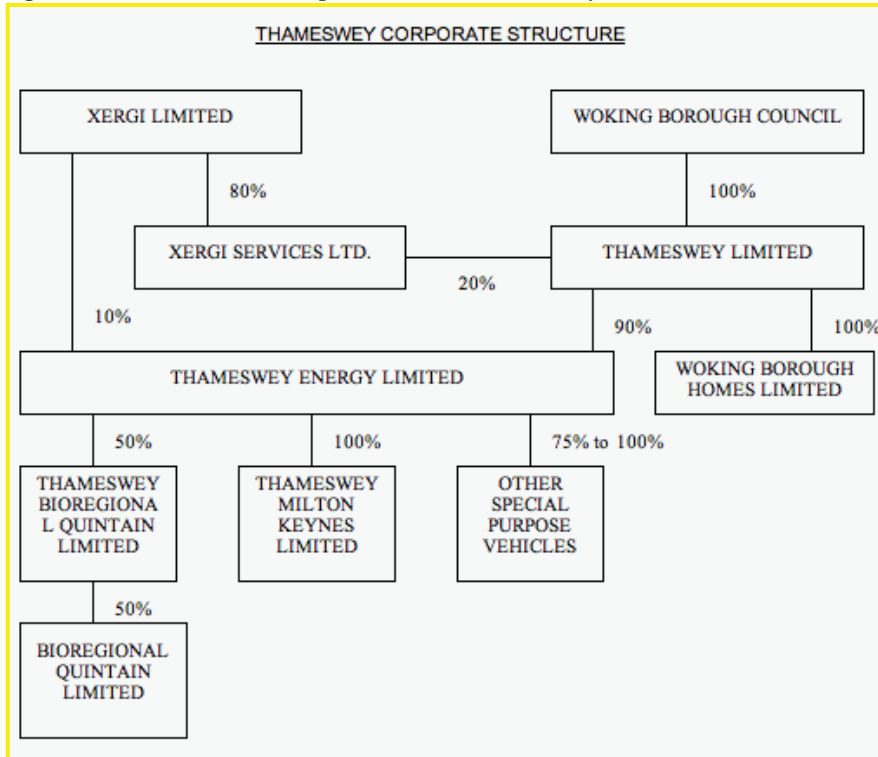 THAMESWEY CORPORATE STRUCTURE
XERGI LIMITED
WOKING BOROUGH COUNCIL
80%
100%
XERGI SERVICES LTD.
THAMESWEY LIMITED
20%
10%
90%
100%
THAMESWEY ENERGY LIMITED
WOKING BOROUGH
HOMES LIMITED
50%
100%
75% to 100%
THAMESWEY
BIOREGIONA
L QUINTAIN
LIMITED
THAMESWEY
MILTON
KEYNES
LIMITED
OTHER
SPECIAL
PURPOSE
VEHICLES
50%
BIOREGIONAL
QUINTAIN
LIMITED